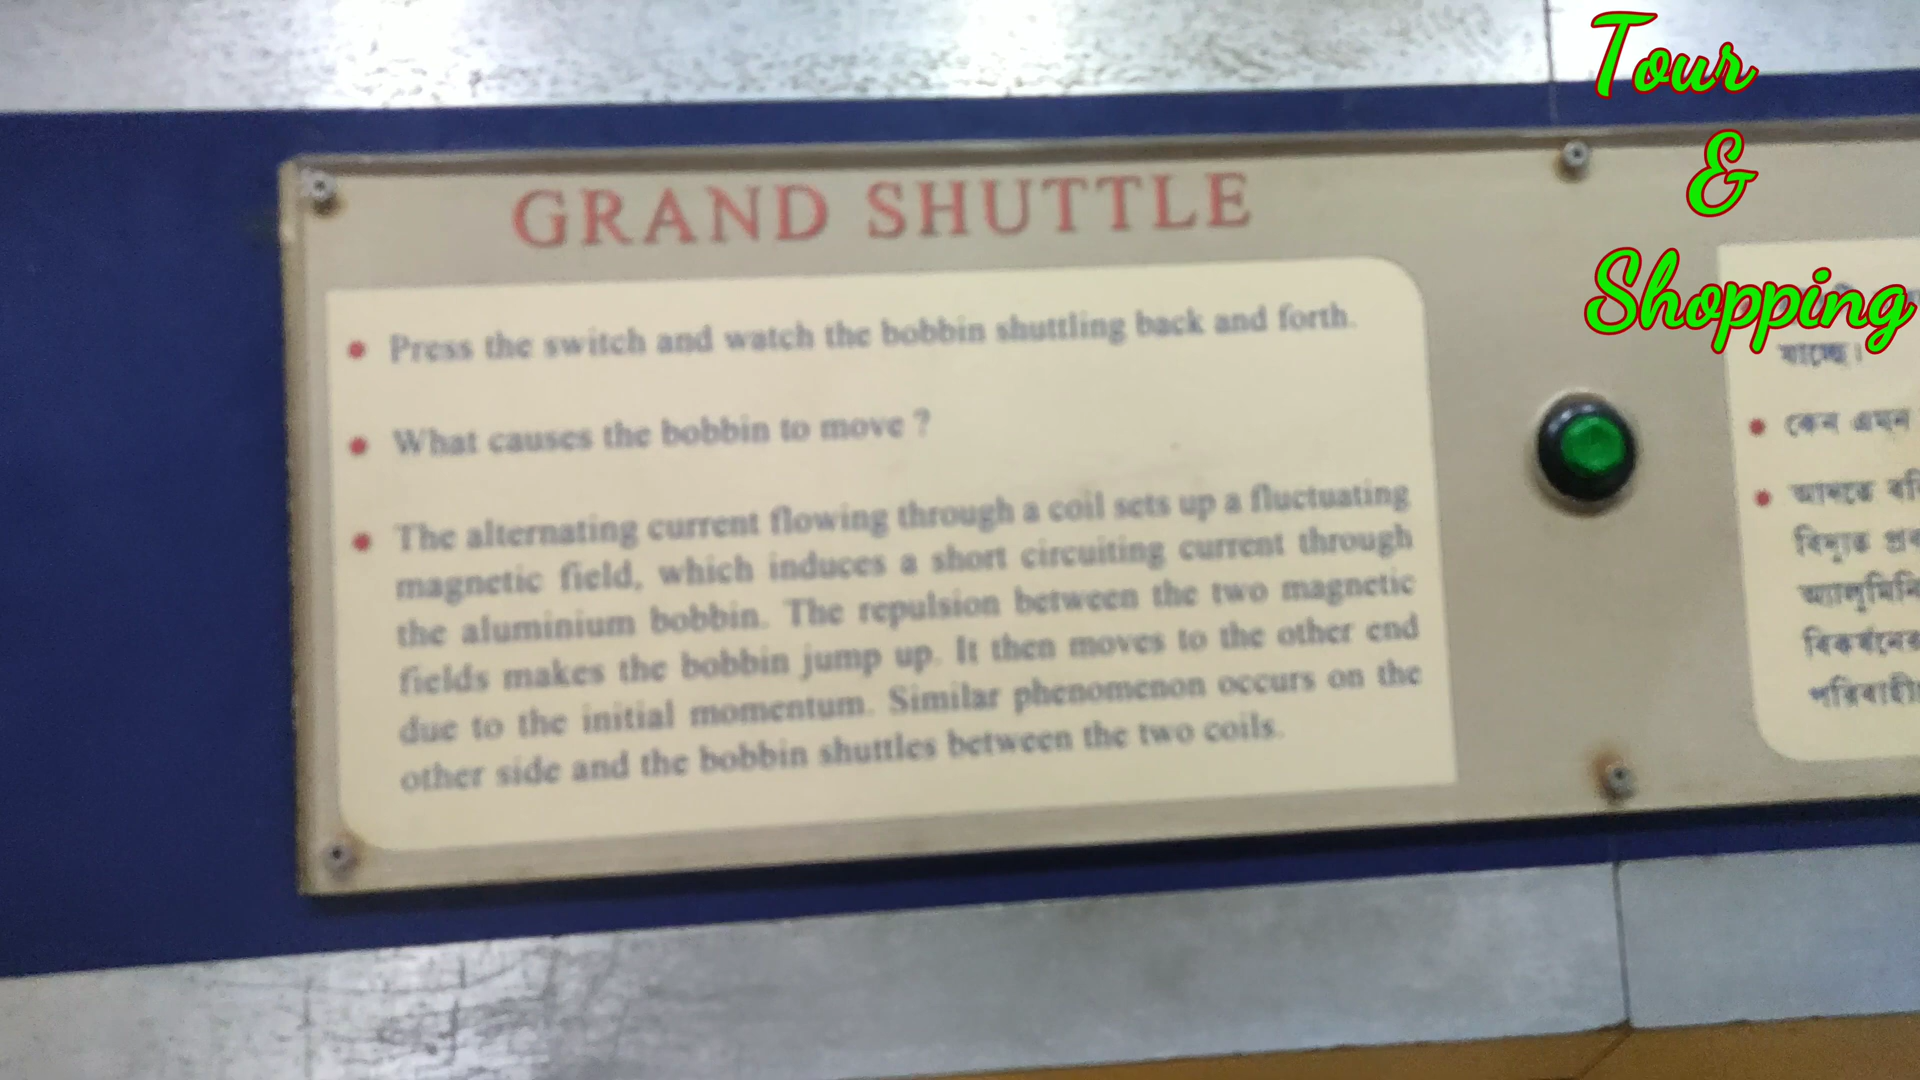 Tour
&
Shopping
GRAND SHUTTLE
• Press the switch and watch the bobbin shuttling back and forth.
• What causes the bobbin to move ?
• The alternating current flowing through a coil sets up a fluctuating
magnetic field, which induces a short circuiting current through
the aluminium bobbin. The repulsion between the two magnetic
fields makes the bobbin jump up. It then moves to the other end
due to the initial momentum. Similar phenomenon occurs on the
other side and the bobbin shuttles between the two coils.
যাচ্ছে।
• কেন এমন
• আসতে
বিদ্যুত